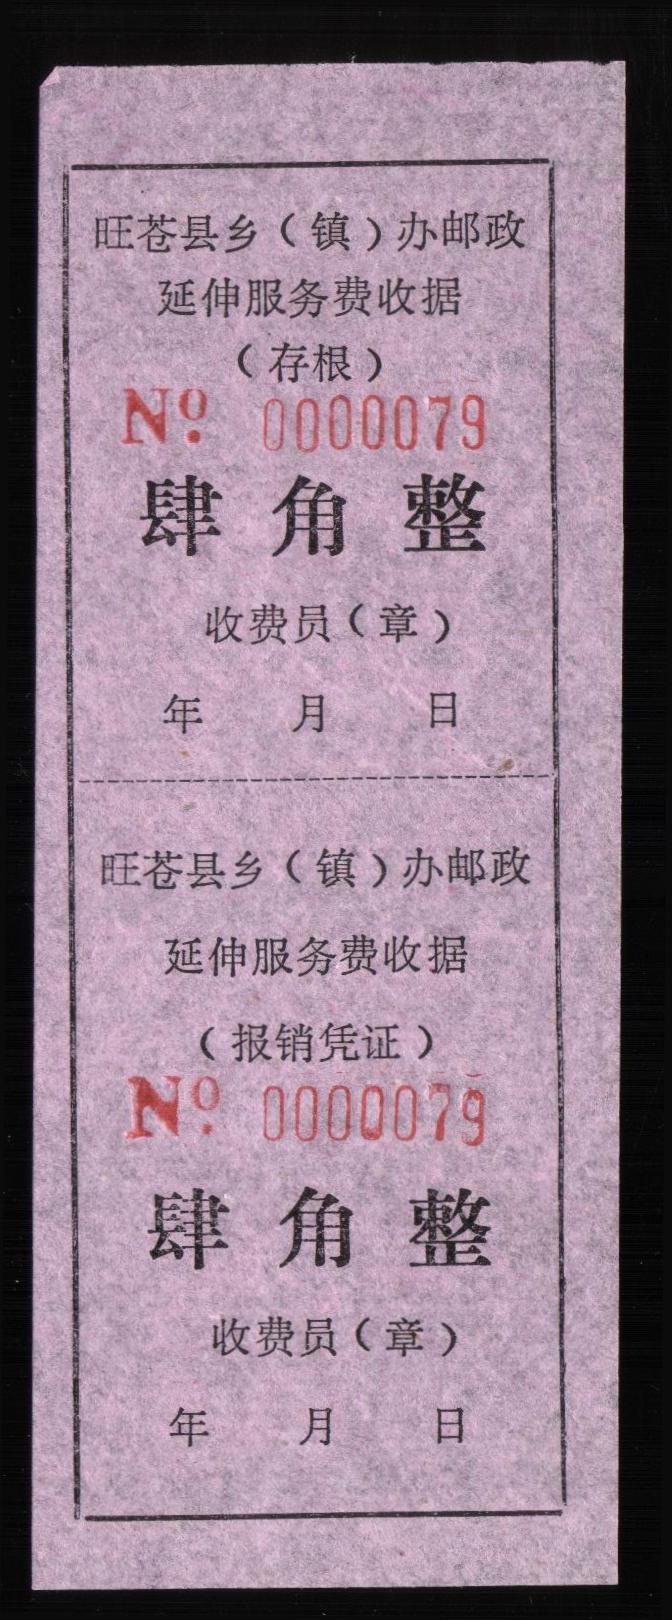 旺苍县乡（镇）办邮政
延伸服务费收据
（存根）
No. 0000079
肆角整
收费员（章）
年 月 日
旺苍县乡（镇）办邮政
延伸服务费收据
（报销凭证）
No. 0000079
肆角整
收费员（章）
年 月 日